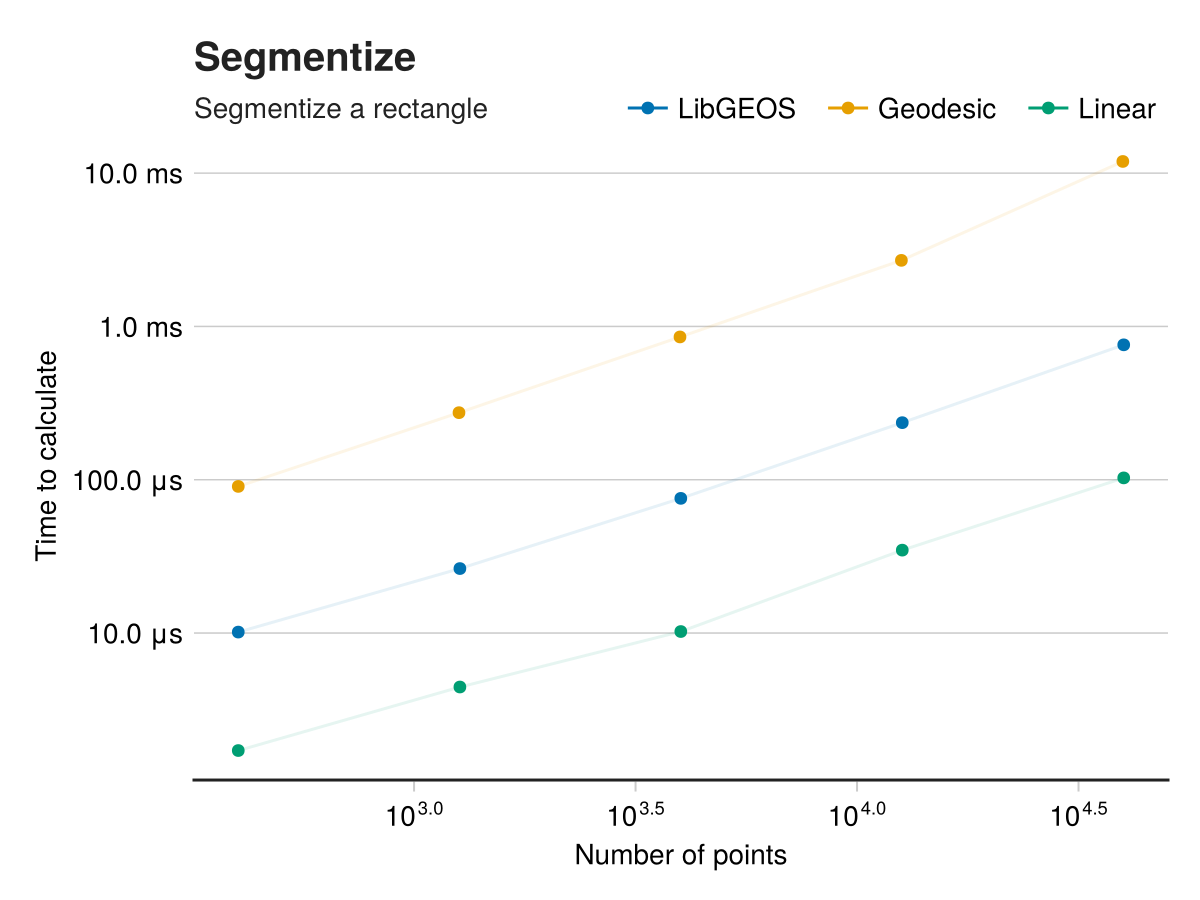 Segmentize
Segmentize a rectangle
LibGEOS
Geodesic
Linear
10.0 ms
1.0 ms
100.0 µs
10.0 µs
Time to calculate
10^3.0
10^3.5
10^4.0
10^4.5
Number of points